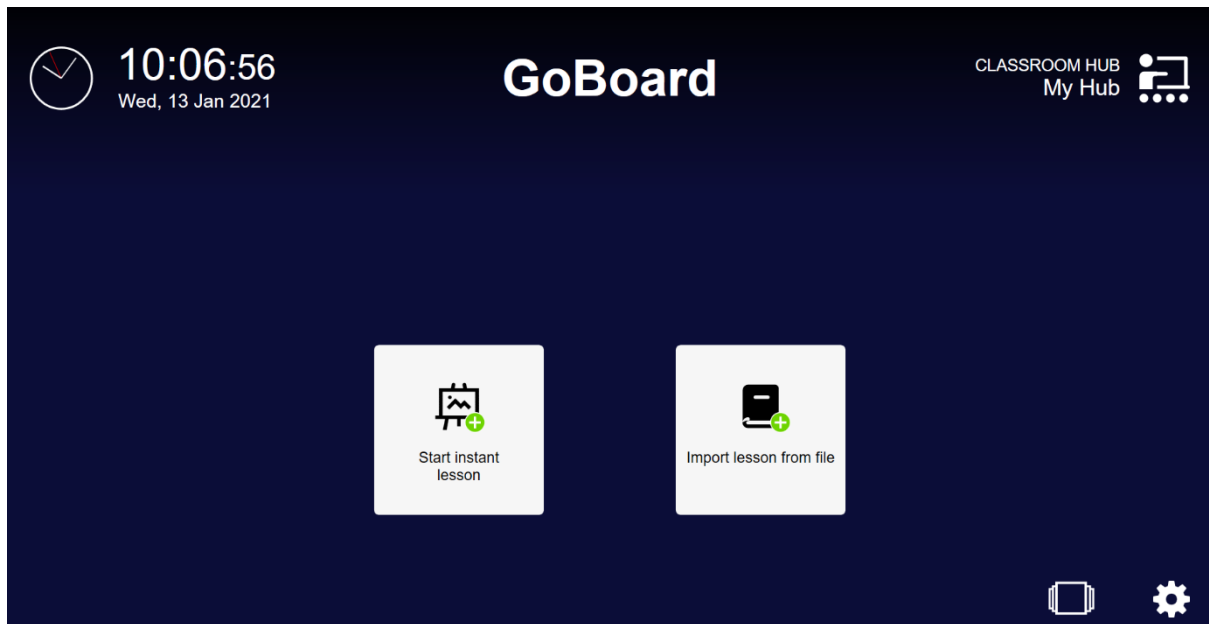 10:06:56
Wed, 13 Jan 2021
GoBoard
CLASSROOM HUB
My Hub
Start instant
lesson
Import lesson from file